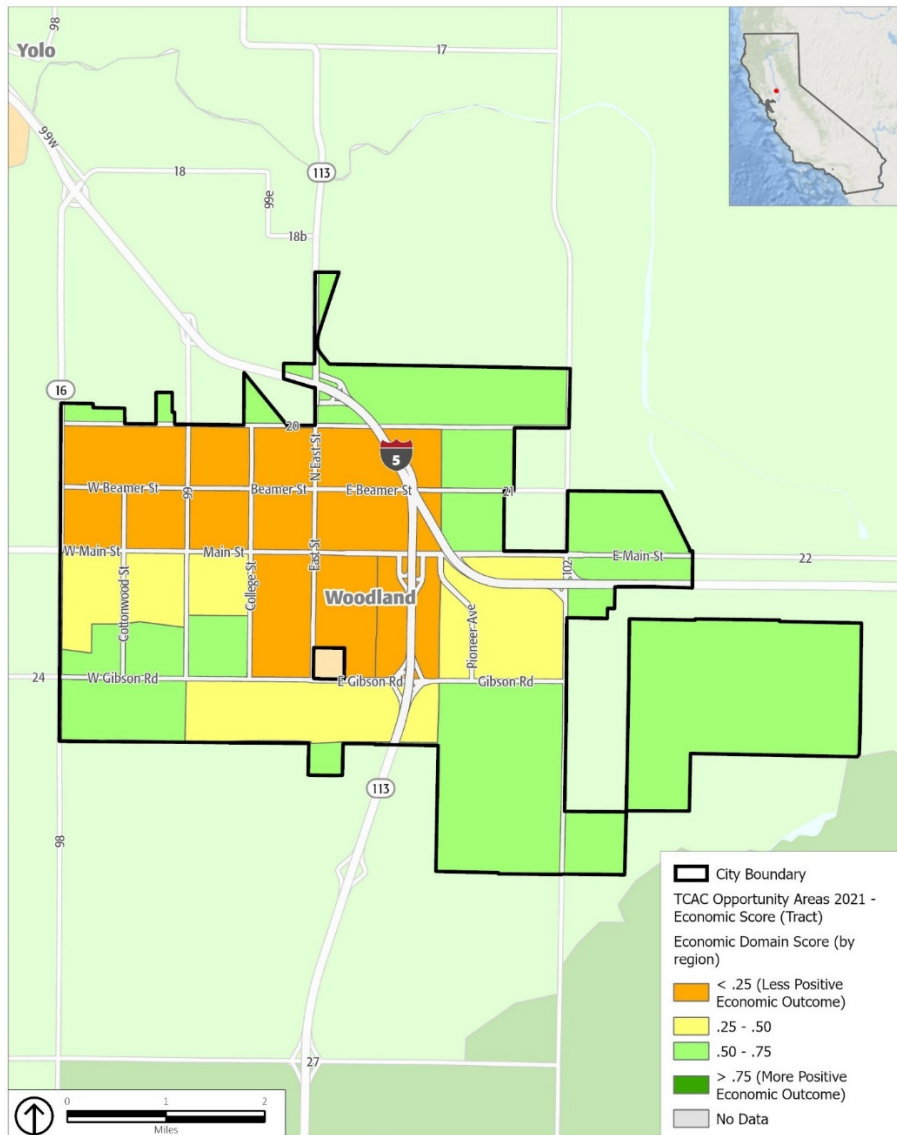 98
Yolo
17
99w
18
113
99e
18b
16
20
N East St
5
W Beamer St
99
Beamer St
E Beamer St
21
W Main St
Main St
E Main St
22
East St
College St
Cottonwood St
Woodland
Pioneer Ave
102
24
W Gibson Rd
E Gibson Rd
Gibson Rd
113
98
27
0
1
2
Miles
City Boundary
TCAC Opportunity Areas 2021 -
Economic Score (Tract)
Economic Domain Score (by
region)
< .25 (Less Positive
Economic Outcome)
.25 - .50
.50 - .75
> .75 (More Positive
Economic Outcome)
No Data